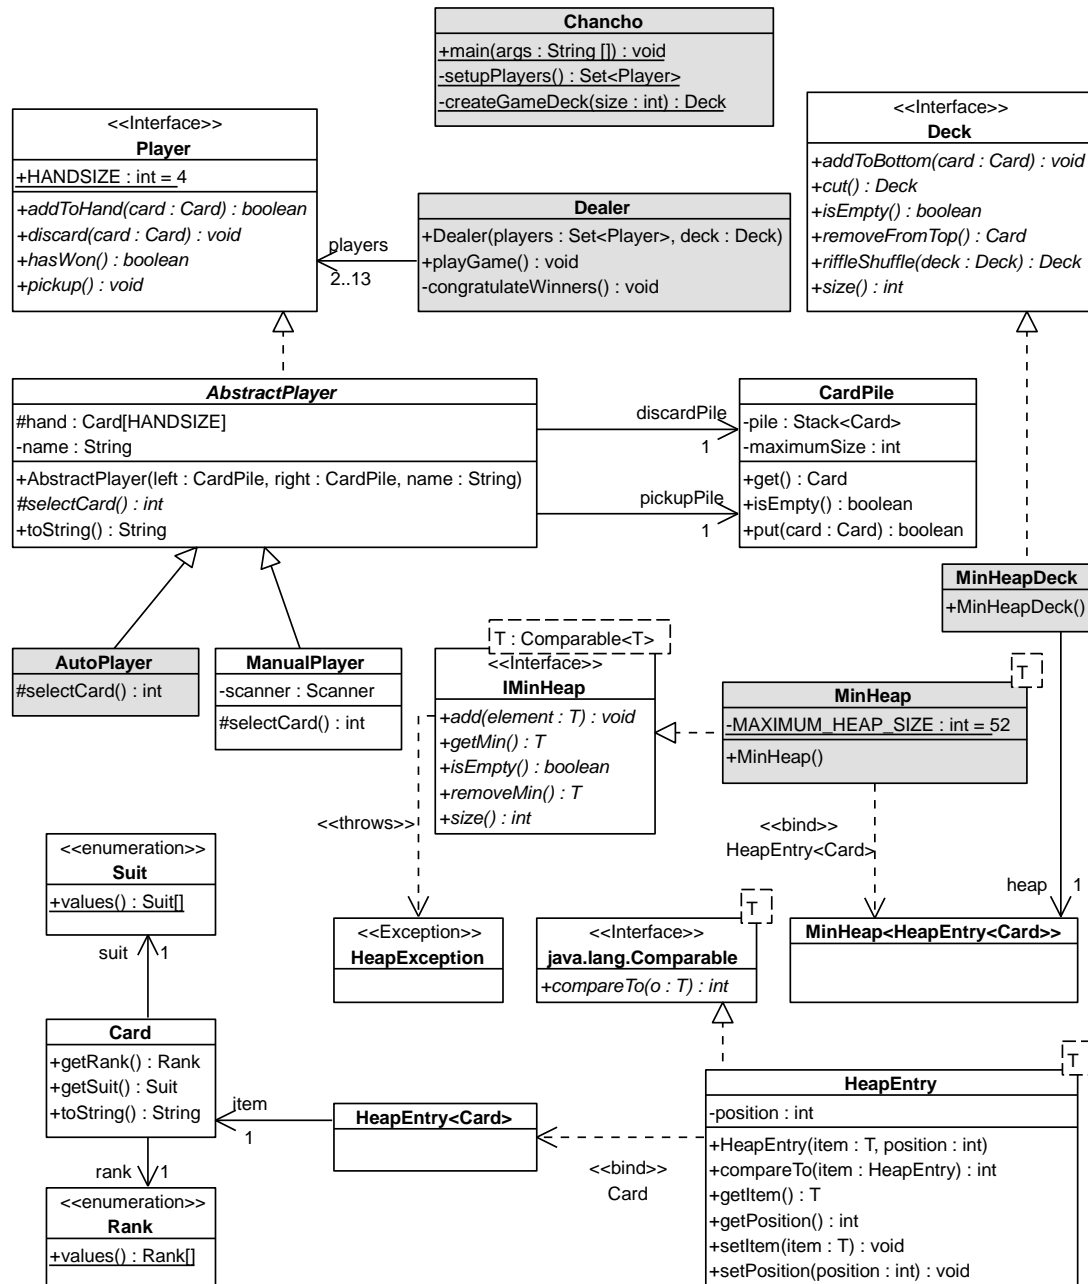 Chancho
+main(args : String []) : void
-setupPlayers() : Set<Player>
-createGameDeck(size : int) : Deck
<<Interface>>
Player
+HANDSIZE : int = 4
+addToHand(card : Card) : boolean
+discard(card : Card) : void
+hasWon() : boolean
+pickup() : void
players
2..13
Dealer
+Dealer(players : Set<Player>, deck : Deck)
+playGame() : void
-congratulateWinners() : void
<<Interface>>
Deck
+addToBottom(card : Card) : void
+cut() : Deck
+isEmpty() : boolean
+removeFromTop() : Card
+riffleShuffle(deck : Deck) : Deck
+size() : int
AbstractPlayer
#hand : Card[HANDSIZE]
-name : String
+AbstractPlayer(left : CardPile, right : CardPile, name : String)
#selectCard() : int
+toString() : String
discardPile
1
pickupPile
1
CardPile
-pile : Stack<Card>
-maximumSize : int
+get() : Card
+isEmpty() : boolean
+put(card : Card) : boolean
MinHeapDeck
+MinHeapDeck()
AutoPlayer
#selectCard() : int
ManualPlayer
-scanner : Scanner
#selectCard() : int
T : Comparable<T>
<<Interface>>
IMinHeap
+add(element : T) : void
+getMin() : T
+isEmpty() : boolean
+removeMin() : T
+size() : int
T
MinHeap
-MAXIMUM_HEAP_SIZE : int = 52
+MinHeap()
<<throws>>
<<bind>>
HeapEntry<Card>
heap
1
<<enumeration>>
Suit
+values() : Suit[]
suit
1
<<Exception>>
HeapException
T
<<Interface>>
java.lang.Comparable
+compareTo(o : T) : int
MinHeap<HeapEntry<Card>>
Card
+getRank() : Rank
+getSuit() : Suit
+toString() : String
item
1
HeapEntry<Card>
<<bind>>
Card
T
HeapEntry
-position : int
+HeapEntry(item : T, position : int)
+compareTo(item : HeapEntry) : int
+getItem() : T
+getPosition() : int
+setItem(item : T) : void
+setPosition(position : int) : void
rank
1
<<enumeration>>
Rank
+values() : Rank[]